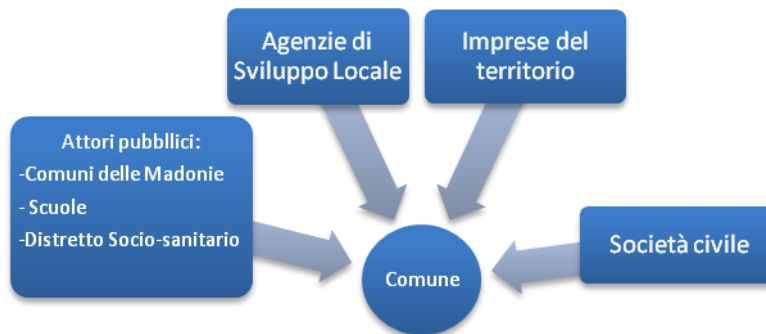 Agenzie di
Sviluppo Locale
Imprese del
territorio
Attori pubbllici:
-Comuni delle Madonie
- Scuole
-Distretto Socio-sanitario
Società civile
Comune